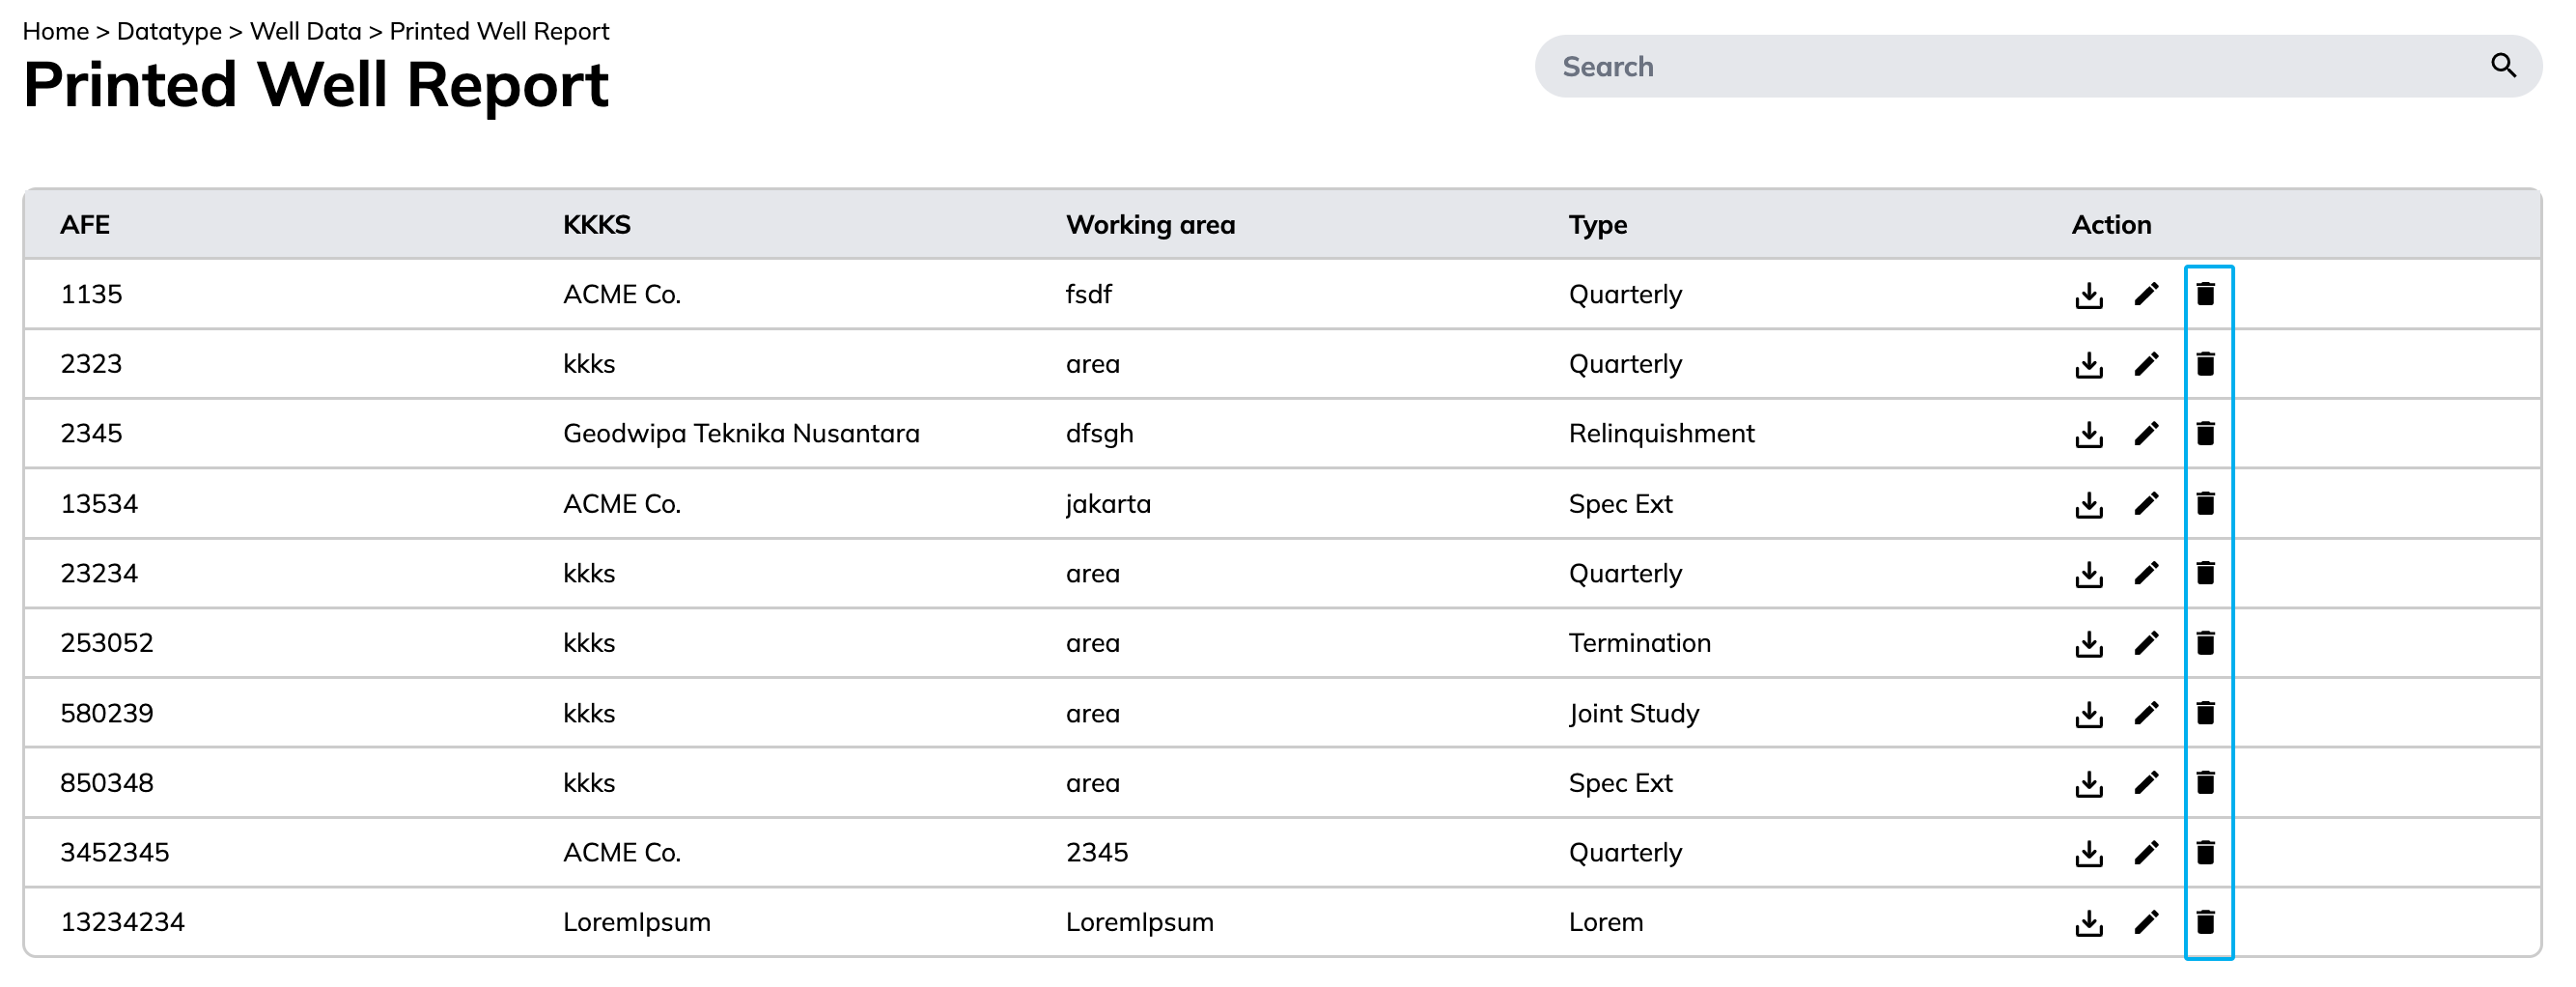 Home > Datatype > Well Data > Printed Well Report
Printed Well Report
Search
AFE KKKS Working area Type Action
1135 ACME Co. fsdf Quarterly
2323 kkks area Quarterly
2345 Geodwipa Teknika Nusantara dfsgh Relinquishment
13534 ACME Co. jakarta Spec Ext
23234 kkks area Quarterly
253052 kkks area Termination
580239 kkks area Joint Study
850348 kkks area Spec Ext
3452345 ACME Co. 2345 Quarterly
13234234 LoremIpsum LoremIpsum Lorem